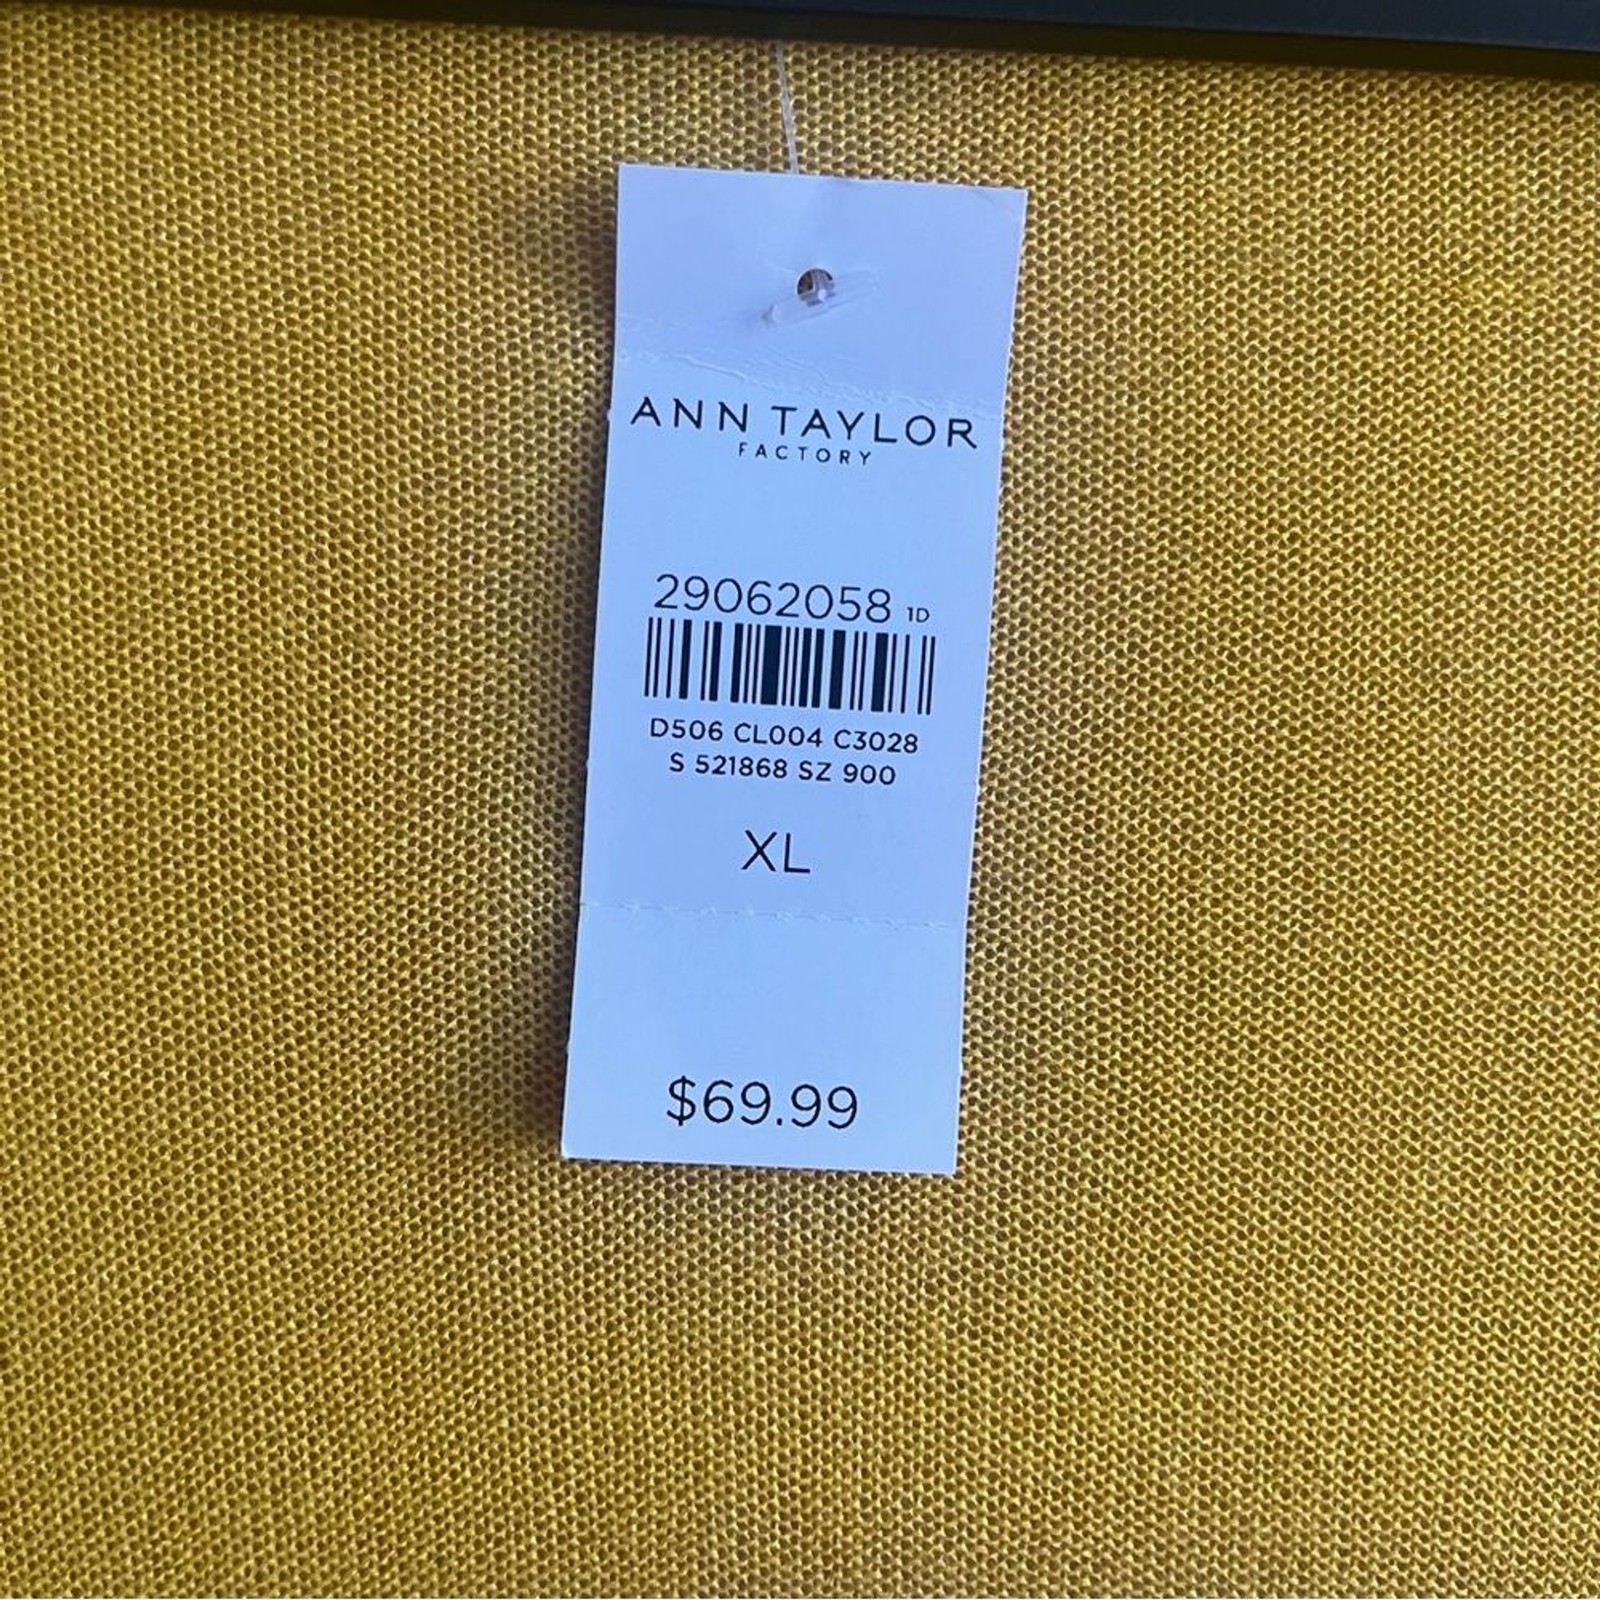 ANN TAYLOR
FACTORY
29062058 1D
D506 CL004 C3028
S 521868 SZ 900
XL
$69.99